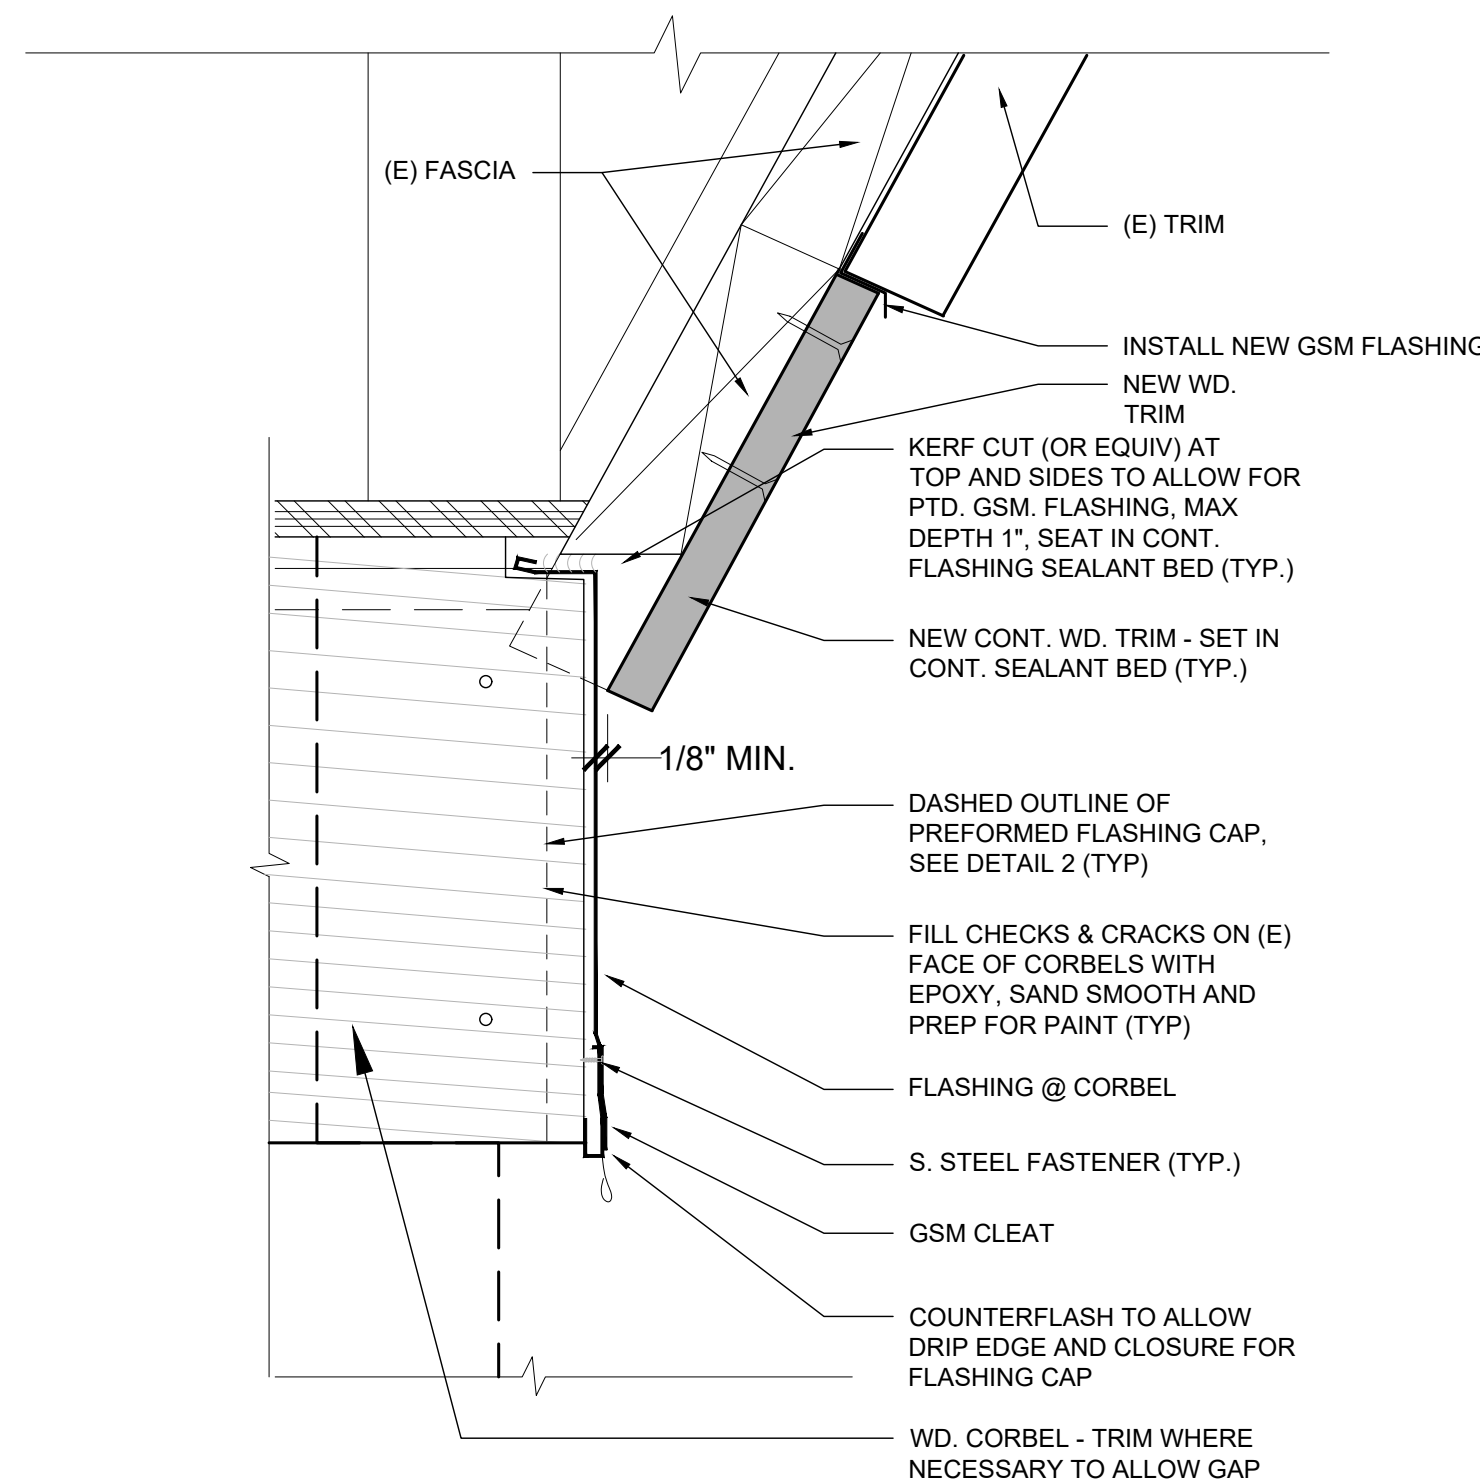 (E) FASCIA
(E) TRIM
INSTALL NEW GSM FLASHING
NEW WD.
TRIM
KERF CUT (OR EQUIV) AT
TOP AND SIDES TO ALLOW FOR
PTD. GSM. FLASHING, MAX
DEPTH 1", SEAT IN CONT.
FLASHING SEALANT BED (TYP.)
NEW CONT. WD. TRIM - SET IN
CONT. SEALANT BED (TYP.)
1/8" MIN.
DASHED OUTLINE OF
PREFORMED FLASHING CAP,
SEE DETAIL 2 (TYP)
FILL CHECKS & CRACKS ON (E)
FACE OF CORBELS WITH
EPOXY, SAND SMOOTH AND
PREP FOR PAINT (TYP)
FLASHING @ CORBEL
S. STEEL FASTENER (TYP.)
GSM CLEAT
COUNTERFLASH TO ALLOW
DRIP EDGE AND CLOSURE FOR
FLASHING CAP
WD. CORBEL - TRIM WHERE
NECESSARY TO ALLOW GAP